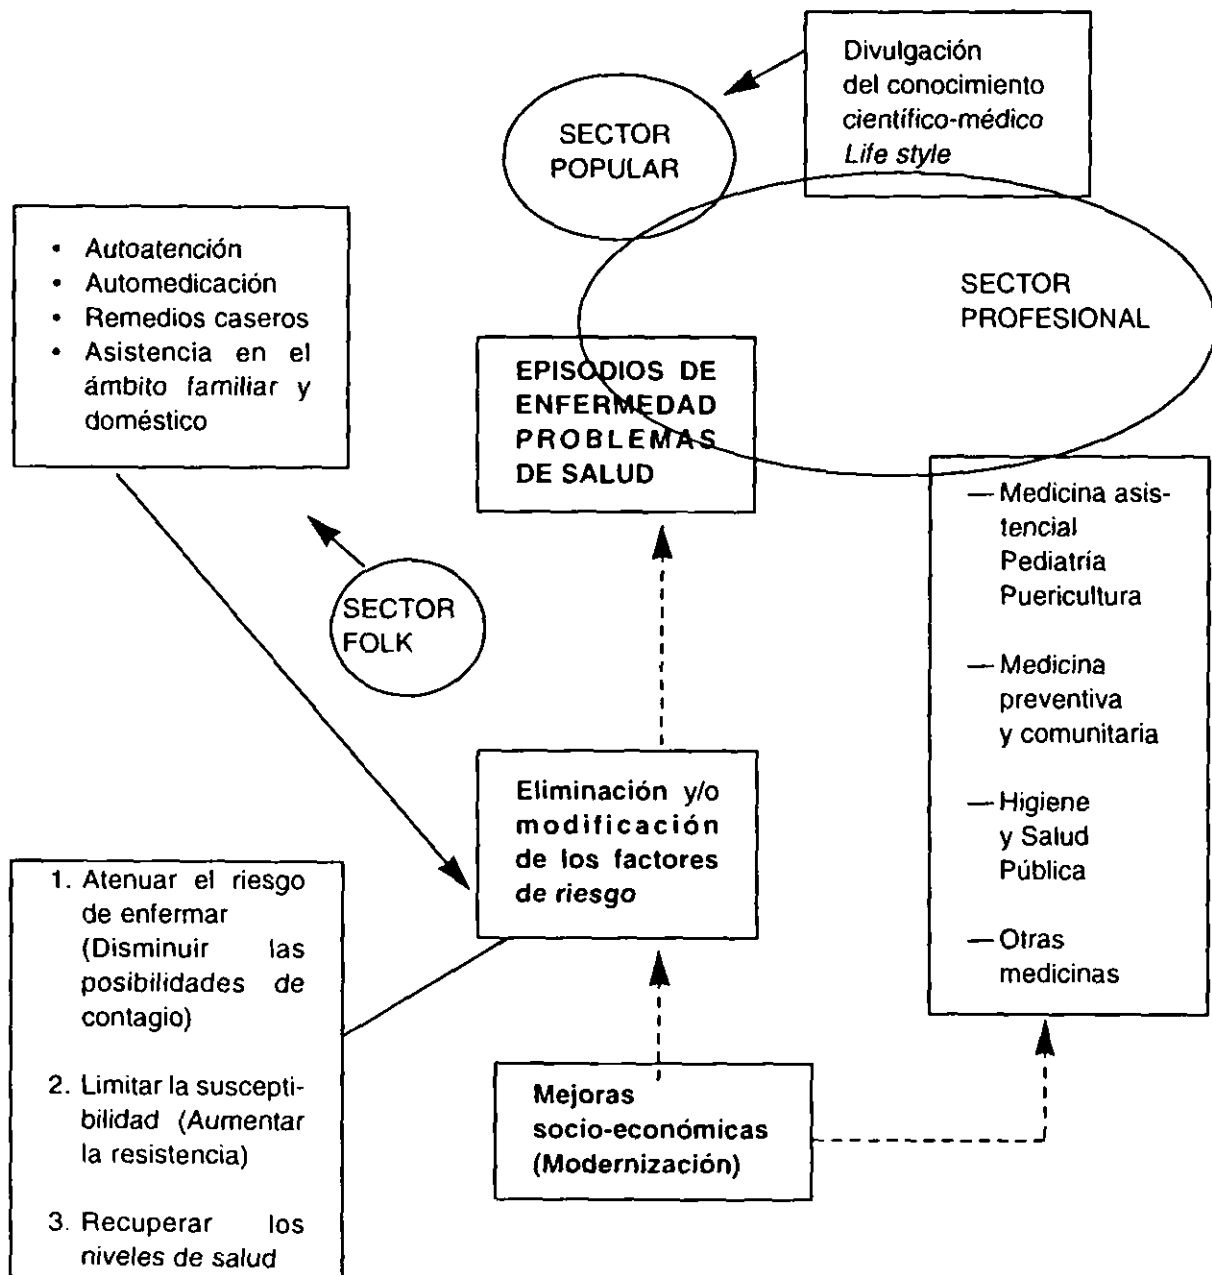 Divulgación
del conocimiento
científico-médico
Life style
SECTOR
POPULAR
• Autoatención
• Automedicación
• Remedios caseros
• Asistencia en el
ámbito familiar y
doméstico
SECTOR
PROFESIONAL
EPISODIOS DE
ENFERMEDAD
PROBLEMAS
DE SALUD
— Medicina asis-
tencial
Pediatría
Puericultura
— Medicina
preventiva
y comunitaria
— Higiene
y Salud
Pública
— Otras
medicinas
SECTOR
FOLK
Eliminación y/o
modificación
de los factores
de riesgo
1. Atenuar el riesgo
de enfermar
(Disminuir las
posibilidades de
contagio)
2. Limitar la suscepti-
bilidad (Aumentar
la resistencia)
3. Recuperar los
niveles de salud
Mejoras
socio-económicas
(Modernización)